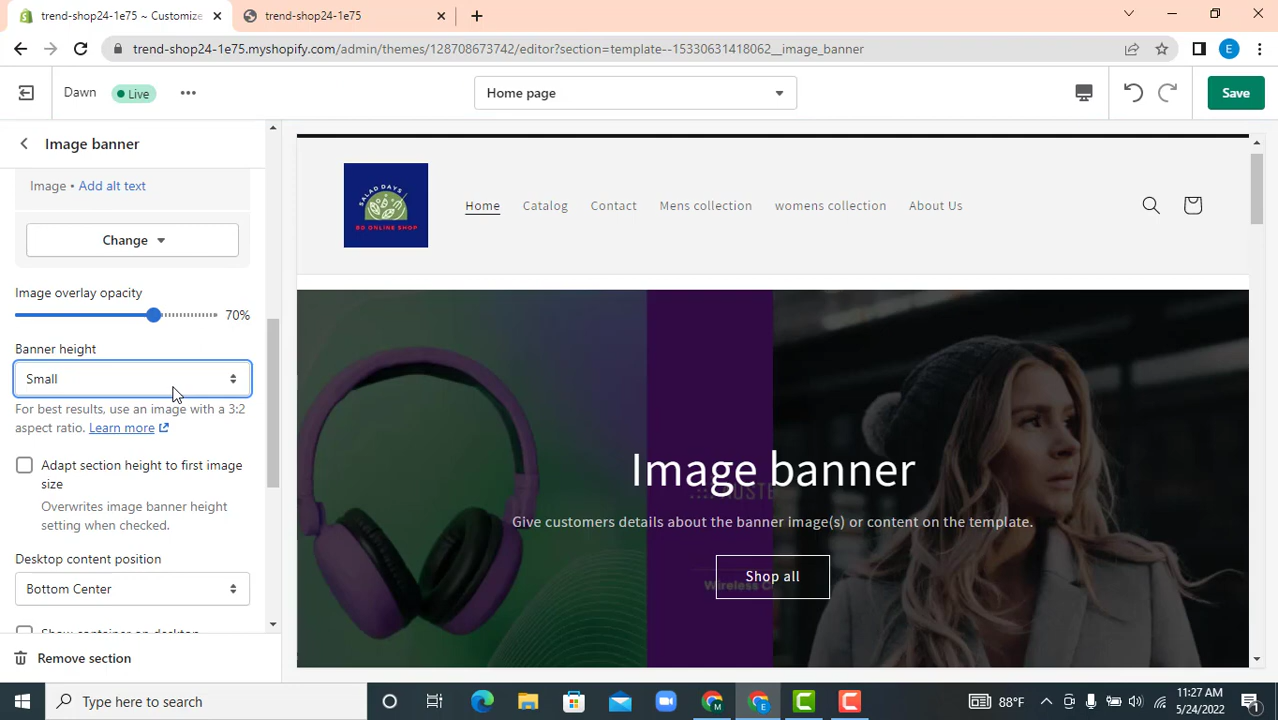 trend-shop24-1e75 ~ Customize
trend-shop24-1e75
trend-shop24-1e75.myshopify.com/admin/themes/128708673742/editor?section=template--15330631418062__image_banner
E
Dawn
Live
Home page
Save
Image banner
Image • Add alt text
Change
Image overlay opacity
70%
Banner height
Small
For best results, use an image with a 3:2
aspect ratio. Learn more
Adapt section height to first image
size
Overwrites image banner height
setting when checked.
Desktop content position
Bottom Center
Show container on desktop
Remove section
SALAD DAYS
BD ONLINE SHOP
Home
Catalog
Contact
Mens collection
womens collection
About Us
Image banner
Give customers details about the banner image(s) or content on the template.
Shop all
Type here to search
88°F
11:27 AM
5/24/2022
1